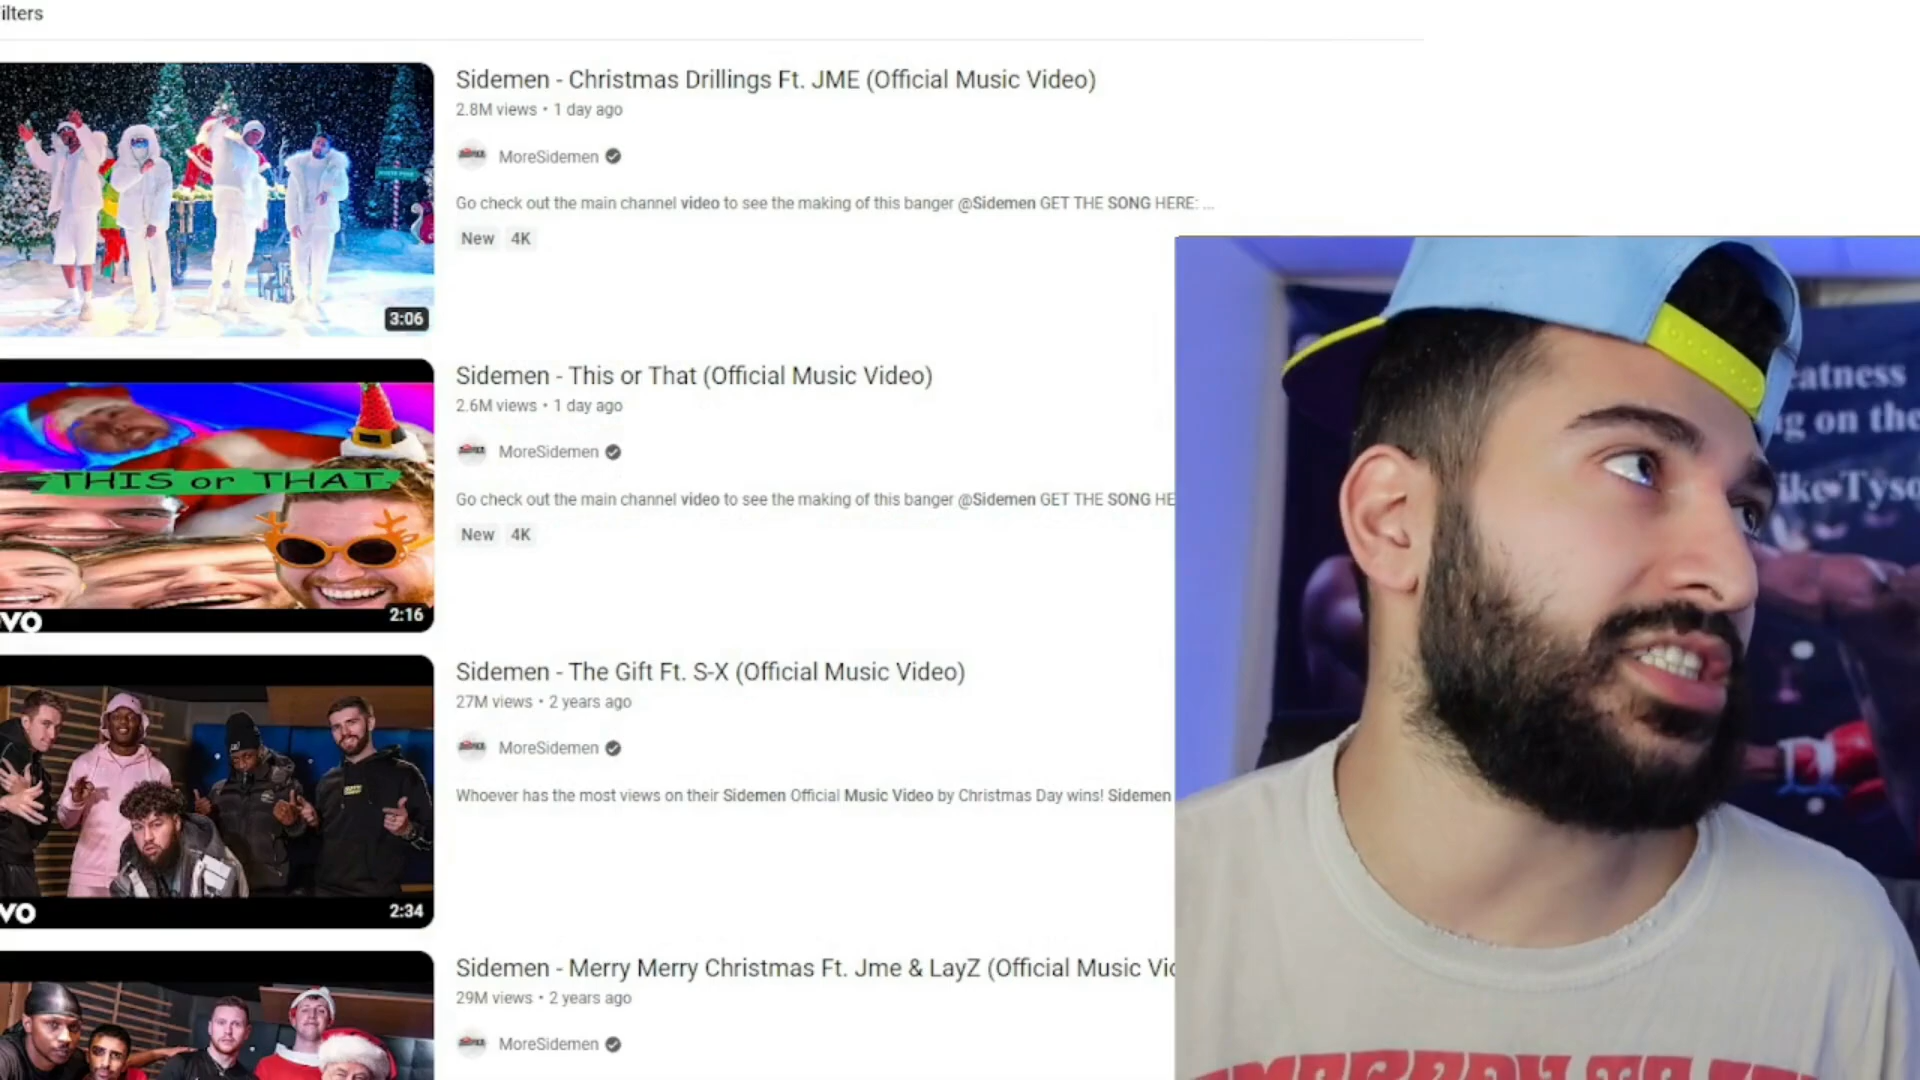 ilters
Sidemen - Christmas Drillings Ft. JME (Official Music Video)
2.8M views • 1 day ago
MoreSidemen
Go check out the main channel video to see the making of this banger @Sidemen GET THE SONG HERE: ...
New 4K
3:06
Sidemen - This or That (Official Music Video)
2.6M views • 1 day ago
MoreSidemen
Go check out the main channel video to see the making of this banger @Sidemen GET THE SONG HE
New 4K
THIS or THAT
VO
2:16
Sidemen - The Gift Ft. S-X (Official Music Video)
27M views • 2 years ago
MoreSidemen
Whoever has the most views on their Sidemen Official Music Video by Christmas Day wins! Sidemen
VO
2:34
Sidemen - Merry Merry Christmas Ft. Jme & LayZ (Official Music Vid
29M views • 2 years ago
MoreSidemen
eatness
g on the
ike Tyso